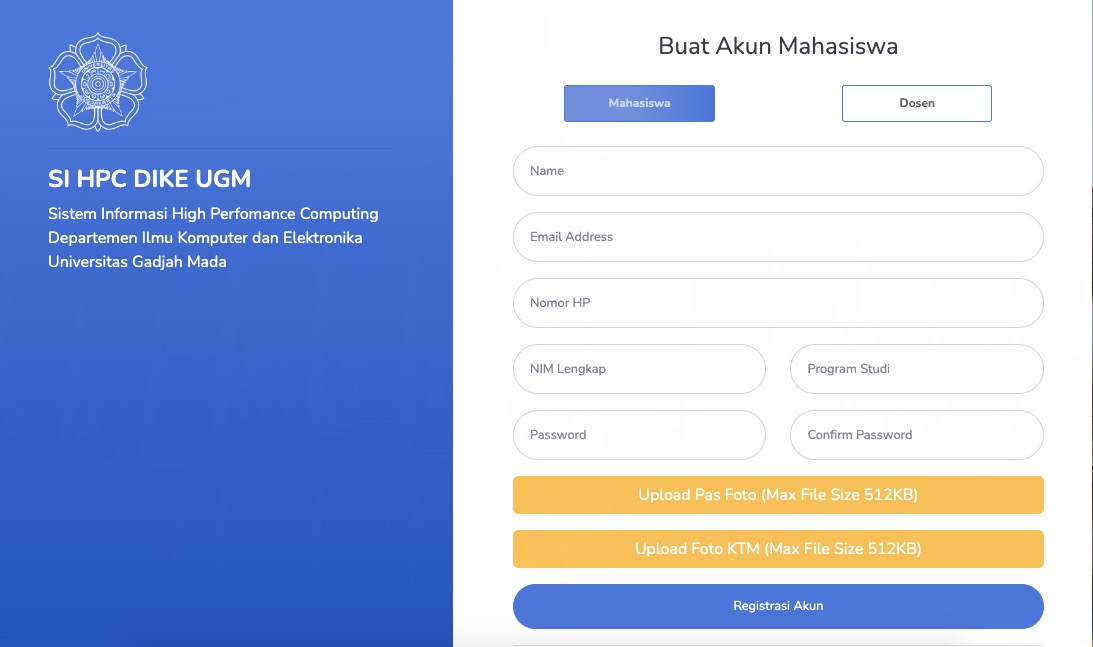 SI HPC DIKE UGM
Sistem Informasi High Perfomance Computing
Departemen Ilmu Komputer dan Elektronika
Universitas Gadjah Mada
Buat Akun Mahasiswa
Mahasiswa
Dosen
Name
Email Address
Nomor HP
NIM Lengkap
Program Studi
Password
Confirm Password
Upload Pas Foto (Max File Size 512KB)
Upload Foto KTM (Max File Size 512KB)
Registrasi Akun